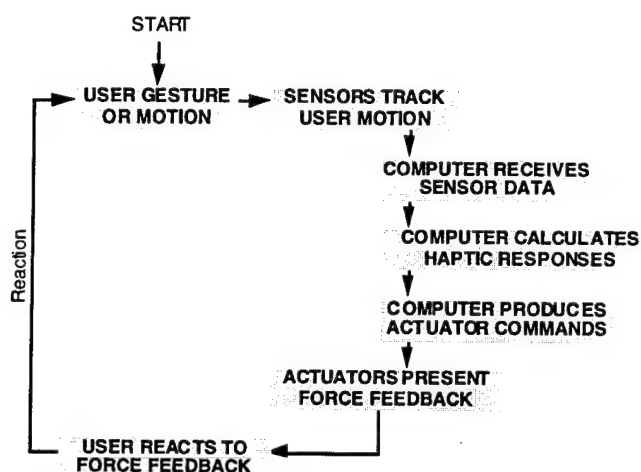 START
USER GESTURE
OR MOTION
SENSORS TRACK
USER MOTION
COMPUTER RECEIVES
SENSOR DATA
COMPUTER CALCULATES
HAPTIC RESPONSES
COMPUTER PRODUCES
ACTUATOR COMMANDS
ACTUATORS PRESENT
FORCE FEEDBACK
USER REACTS TO
FORCE FEEDBACK
Reaction